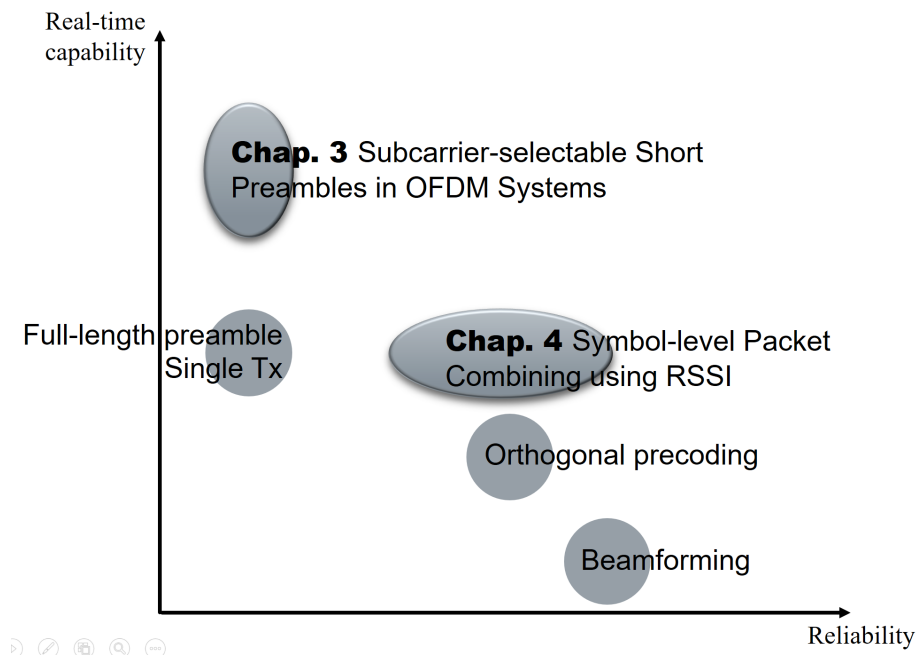 Real-time
capability
Chap. 3 Subcarrier-selectable Short
Preambles in OFDM Systems
Full-length preamble
Single Tx
Chap. 4 Symbol-level Packet
Combining using RSSI
Orthogonal precoding
Beamforming
Reliability